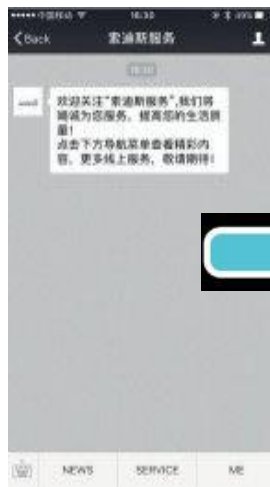 中国移动 16:30 39%
Back 索迪斯服务
16:30
欢迎关注"索迪斯服务",我们将
竭诚为您服务，提高您的生活质
量!
点击下方导航菜单查看精彩内
容，更多线上服务，敬请期待!
NEWS SERVICE ME